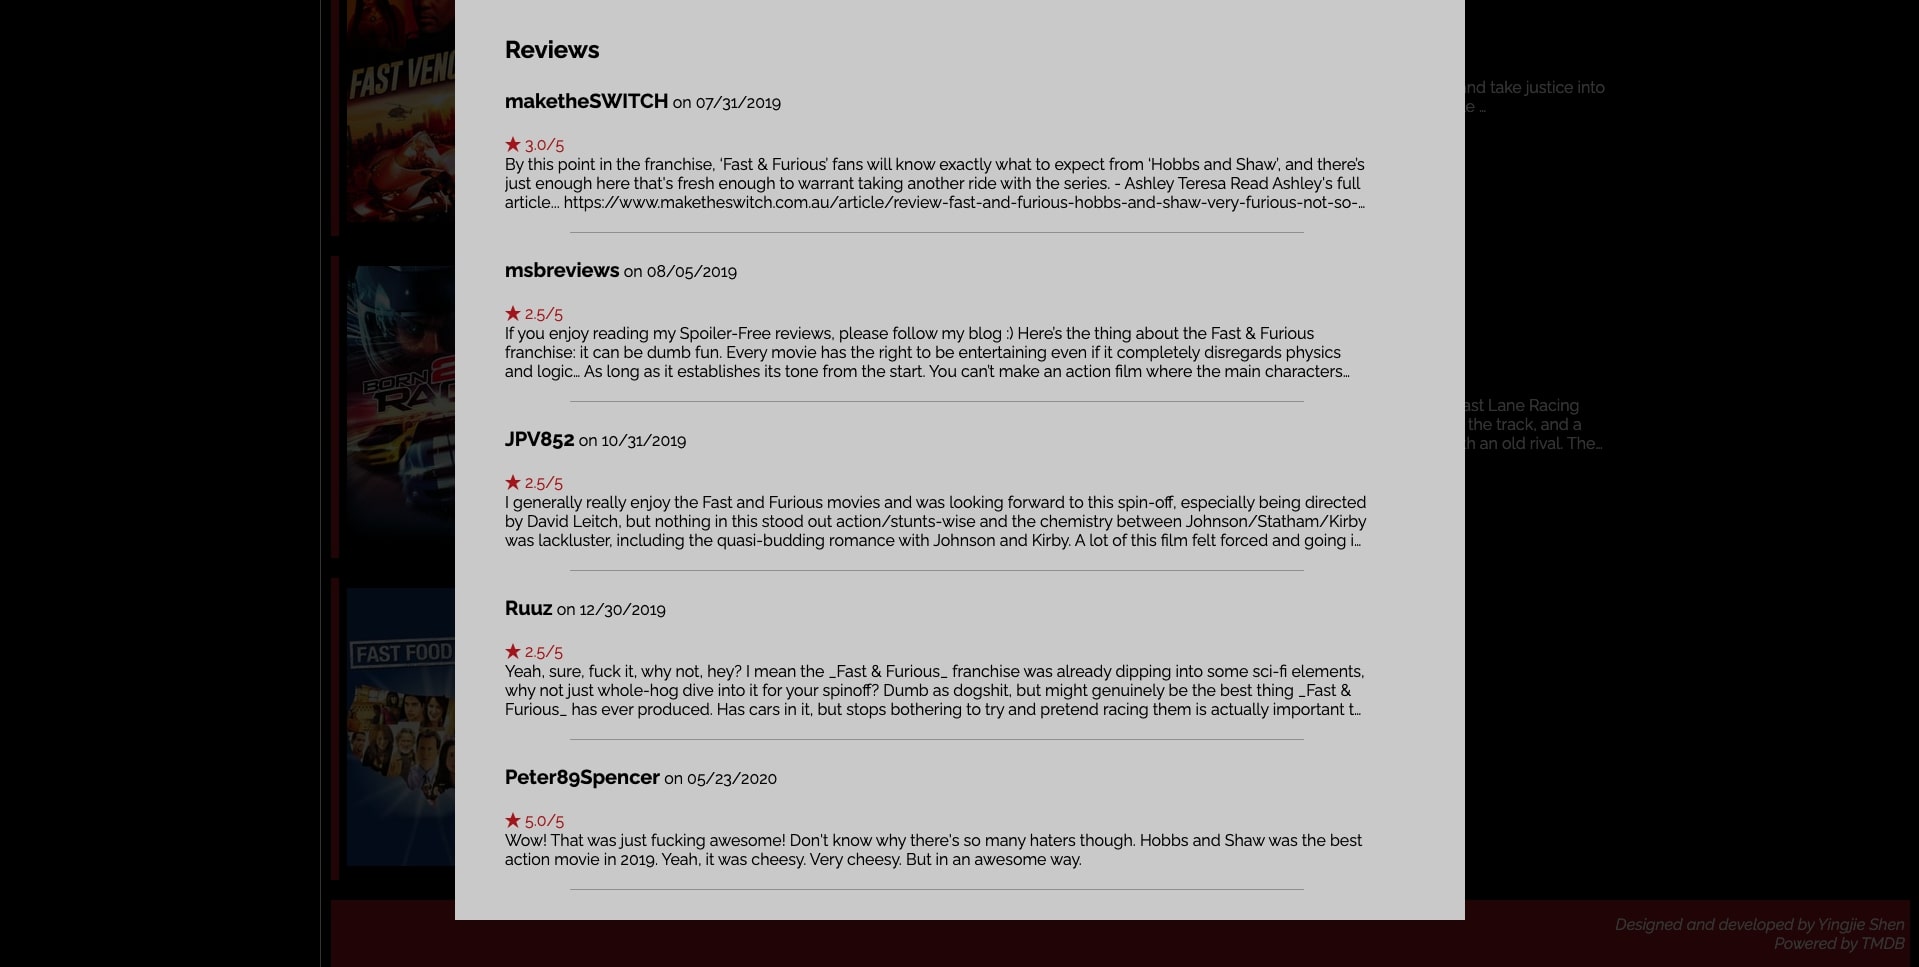 Reviews
maketheSWITCH on 07/31/2019
★ 3.0/5
By this point in the franchise, ‘Fast & Furious’ fans will know exactly what to expect from ‘Hobbs and Shaw’, and there’s
just enough here that's fresh enough to warrant taking another ride with the series. - Ashley Teresa Read Ashley's full
article... https://www.maketheswitch.com.au/article/review-fast-and-furious-hobbs-and-shaw-very-furious-not-so-…
msbreviews on 08/05/2019
★ 2.5/5
If you enjoy reading my Spoiler-Free reviews, please follow my blog :) Here’s the thing about the Fast & Furious
franchise: it can be dumb fun. Every movie has the right to be entertaining even if it completely disregards physics
and logic… As long as it establishes its tone from the start. You can’t make an action film where the main characters…
JPV852 on 10/31/2019
★ 2.5/5
I generally really enjoy the Fast and Furious movies and was looking forward to this spin-off, especially being directed
by David Leitch, but nothing in this stood out action/stunts-wise and the chemistry between Johnson/Statham/Kirby
was lackluster, including the quasi-budding romance with Johnson and Kirby. A lot of this film felt forced and going i…
Ruuz on 12/30/2019
★ 2.5/5
Yeah, sure, fuck it, why not, hey? I mean the _Fast & Furious_ franchise was already dipping into some sci-fi elements,
why not just whole-hog dive into it for your spinoff? Dumb as dogshit, but might genuinely be the best thing _Fast &
Furious_ has ever produced. Has cars in it, but stops bothering to try and pretend racing them is actually important t…
Peter89Spencer on 05/23/2020
★ 5.0/5
Wow! That was just fucking awesome! Don't know why there's so many haters though. Hobbs and Shaw was the best
action movie in 2019. Yeah, it was cheesy. Very cheesy. But in an awesome way.
FAST VENG
BORN
FAST FOOD
and take justice into
e …
ast Lane Racing
the track, and a
h an old rival. The…
Designed and developed by Yingjie Shen
Powered by TMDB